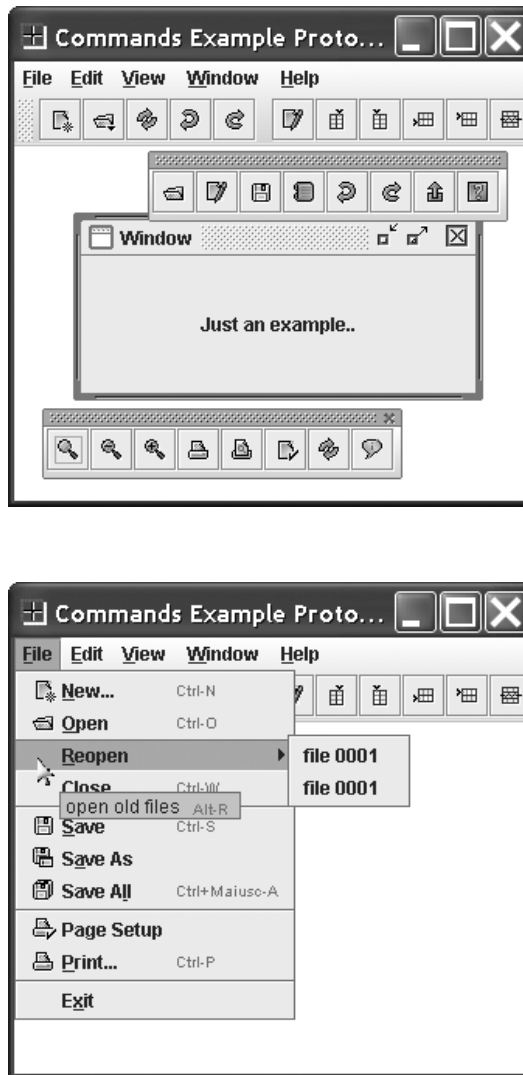 Commands Example Proto...
File Edit View Window Help
Window
Just an example..
Commands Example Proto...
File Edit View Window Help
New... Ctrl-N
Open Ctrl-O
Reopen
file 0001
Close Ctrl-W
file 0001
open old files Alt-R
Save Ctrl-S
Save As
Save All Ctrl+Maiusc-A
Page Setup
Print... Ctrl-P
Exit